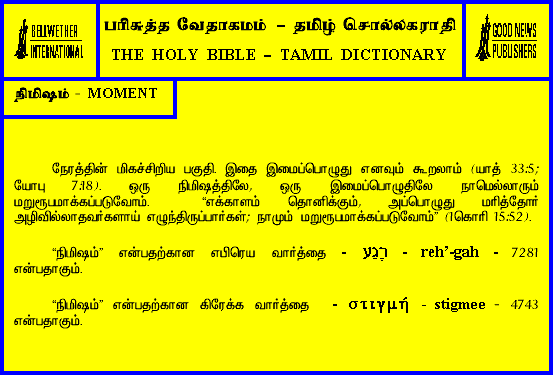 BELLWETHER
INTERNATIONAL
பரிசுத்த வேதாகமம் – தமிழ் சொல்லகராதி
THE HOLY BIBLE – TAMIL DICTIONARY
GOOD NEWS
PUBLISHERS
நிமிஷம் - MOMENT
நேரத்தின் மிகச்சிறிய பகுதி. இதை இமைப்பொழுது எனவும் கூறலாம் (யாத் 33:5;
யோபு 7:18). ஒரு நிமிஷத்திலே, ஒரு இமைப்பொழுதிலே நாமெல்லாரும்
மறுரூபமாக்கப்படுவோம். “எக்காளம் தொனிக்கும், அப்பொழுது மரித்தோர்
அழிவில்லாதவர்களாய் எழுந்திருப்பார்கள்; நாமும் மறுரூபமாக்கப்படுவோம்” (1கொரி 15:52).
“நிமிஷம்” என்பதற்கான எபிரெய வார்த்தை - רֶגַע - reh’-gah - 7281
என்பதாகும்.
“நிமிஷம்” என்பதற்கான கிரேக்க வார்த்தை - στιγμή - stigmee - 4743
என்பதாகும்.